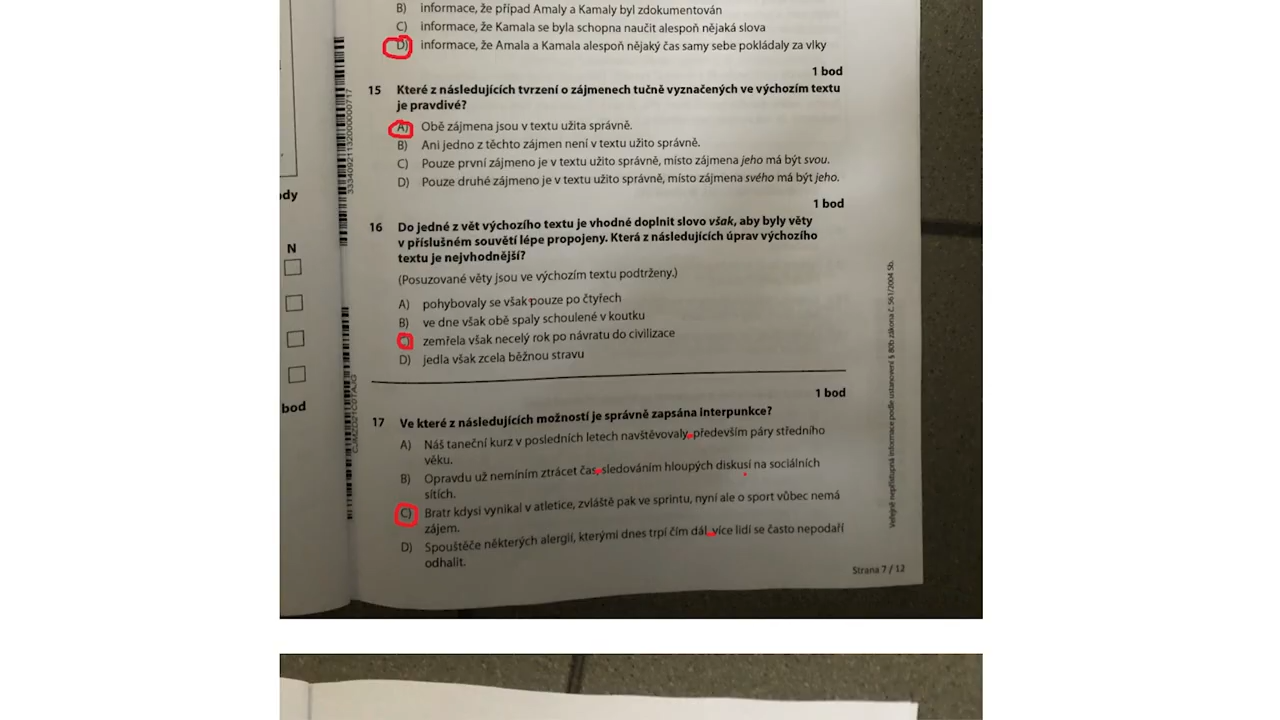 B) informace, že případ Amaly a Kamaly byl zdokumentován
C) informace, že Kamala se byla schopna naučit alespoň nějaká slova
D) informace, že Amala a Kamala alespoň nějaký čas samy sebe pokládaly za vlky
1 bod
15 Které z následujících tvrzení o zájmenech tučně vyznačených ve výchozím textu
je pravdivé?
A) Obě zájmena jsou v textu užita správně.
B) Ani jedno z těchto zájmen není v textu užito správně.
C) Pouze první zájmeno je v textu užito správně, místo zájmena jeho má být svou.
D) Pouze druhé zájmeno je v textu užito správně, místo zájmena svého má být jeho.
1 bod
16 Do jedné z vět výchozího textu je vhodné doplnit slovo však, aby byly věty
v příslušném souvětí lépe propojeny. Která z následujících úprav výchozího
textu je nejvhodnější?
(Posuzované věty jsou ve výchozím textu podtrženy.)
A) pohybovaly se však pouze po čtyřech
B) ve dne však obě spaly schoulené v koutku
C) zemřela však necelý rok po návratu do civilizace
D) jedla však zcela běžnou stravu
1 bod
17 Ve které z následujících možností je správně zapsána interpunkce?
A) Náš taneční kurz v posledních letech navštěvovaly, především páry středního
věku.
B) Opravdu už nemíním ztrácet čas, sledováním hloupých diskusí na sociálních
sítích.
C) Bratr kdysi vynikal v atletice, zvláště pak ve sprintu, nyní ale o sport vůbec nemá
zájem.
D) Spouštěče některých alergií, kterými dnes trpí čím dál, více lidí se často nepodaří
odhalit.
Strana 7 / 12
Veřejně nepřístupná informace podle ustanovení § 80b zákona č. 561/2004 Sb.
dy
N
bod